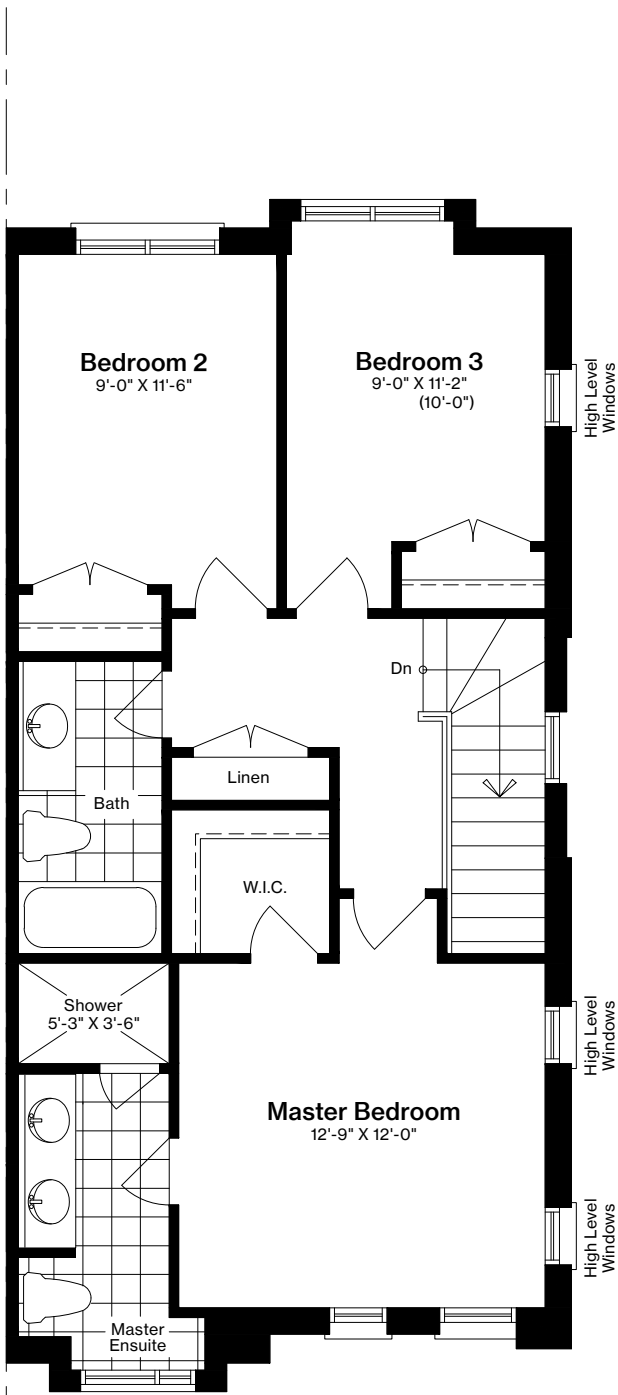 Bedroom 2
9'-0" X 11'-6"
Bedroom 3
9'-0" X 11'-2"
(10'-0")
High Level
Windows
Dn
Linen
Bath
W.I.C.
Shower
5'-3" X 3'-6"
High Level
Windows
Master Bedroom
12'-9" X 12'-0"
High Level
Windows
Master
Ensuite